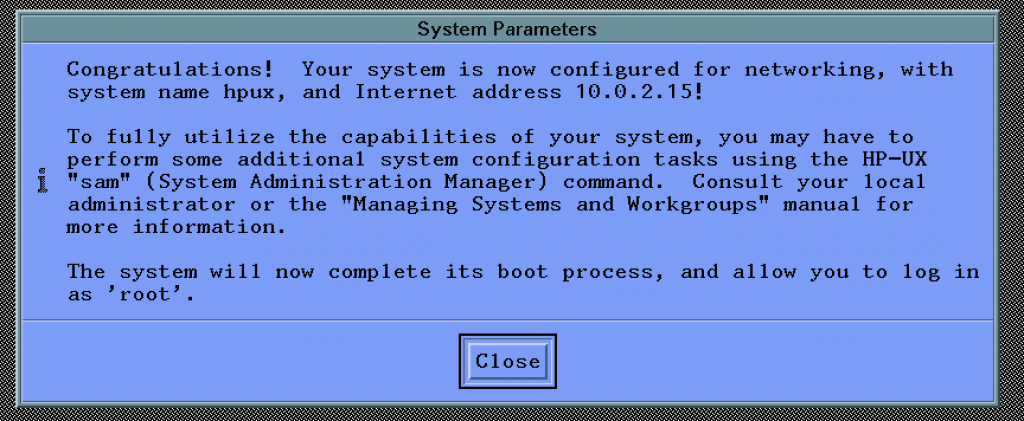 System Parameters
Congratulations!  Your system is now configured for networking, with
system name hpux, and Internet address 10.0.2.15!
To fully utilize the capabilities of your system, you may have to
perform some additional system configuration tasks using the HP-UX
"sam" (System Administration Manager) command.  Consult your local
administrator or the "Managing Systems and Workgroups" manual for
more information.
The system will now complete its boot process, and allow you to log in
as 'root'.
Close